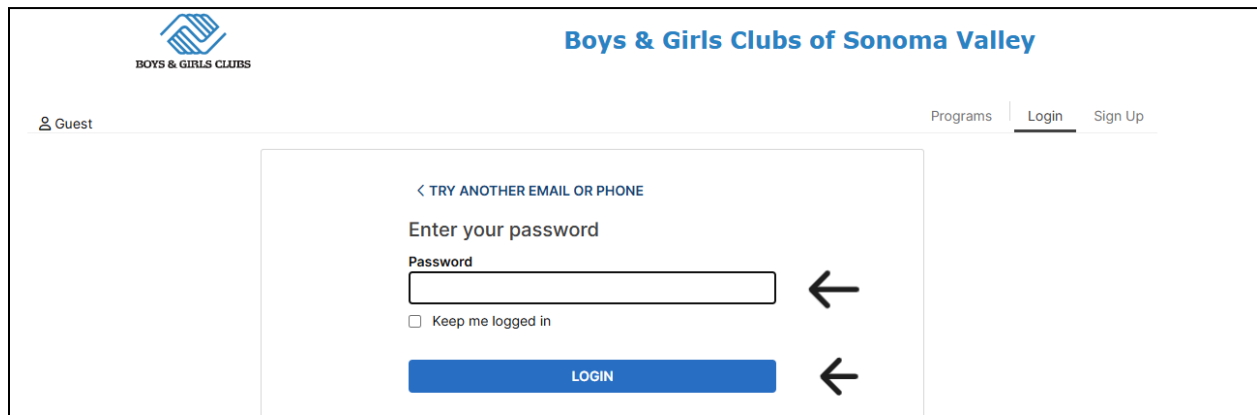 BOYS & GIRLS CLUBS
Boys & Girls Clubs of Sonoma Valley
Guest
Programs Login Sign Up
< TRY ANOTHER EMAIL OR PHONE
Enter your password
Password
Keep me logged in
LOGIN